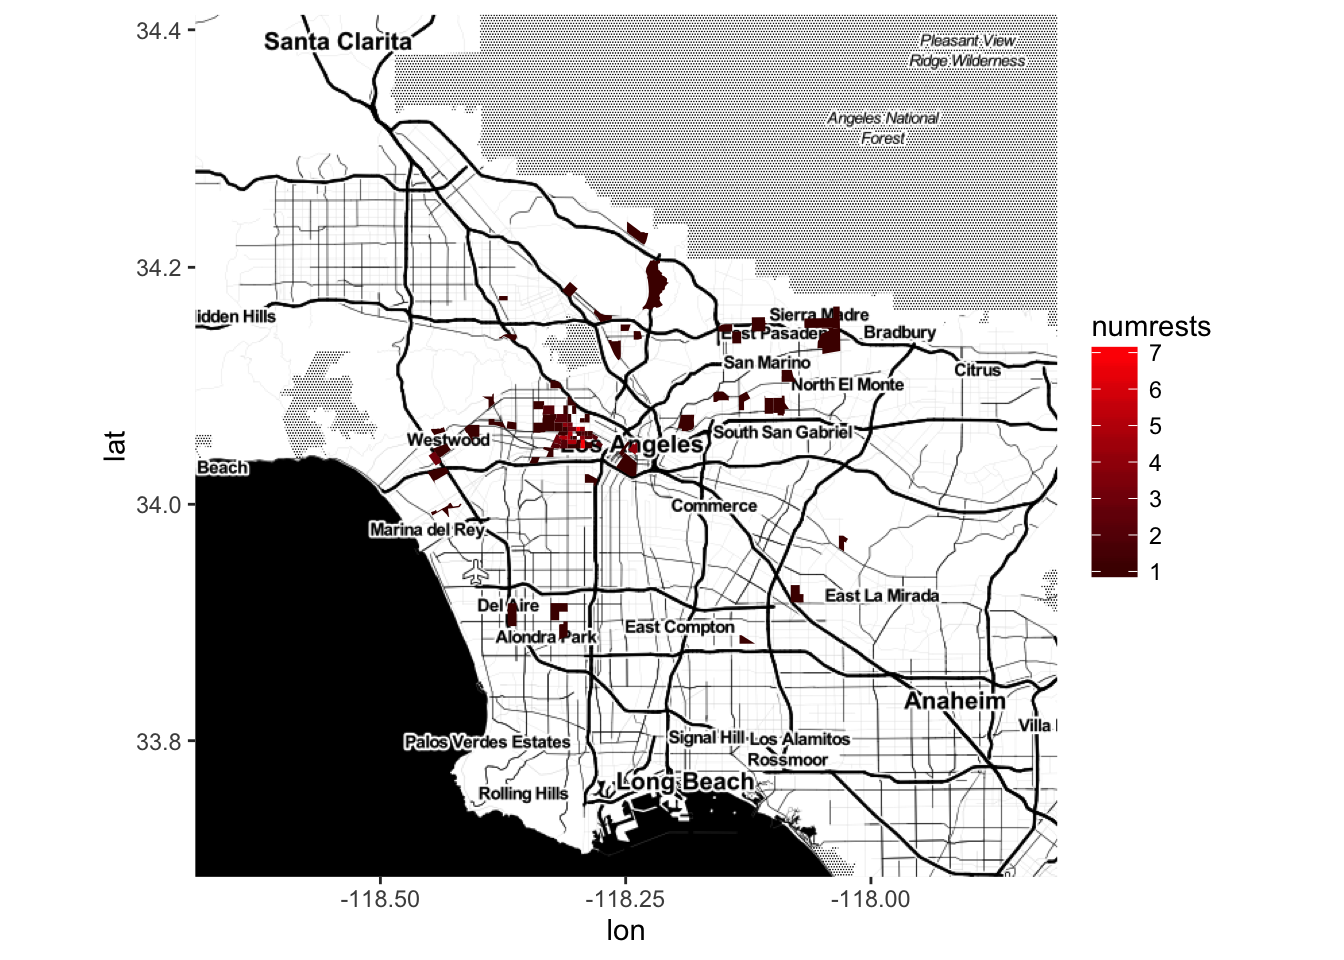 34.4
34.2
34.0
33.8
lat
Santa Clarita
Pleasant View
Ridge Wilderness
Angeles National
Forest
idden Hills
Sierra Madre
East Pasaden
Bradbury
San Marino
Citrus
North El Monte
Westwood
Los Angeles
South San Gabriel
Beach
Commerce
Marina del Rey
Del Aire
East La Mirada
Alondra Park
East Compton
Anaheim
Villa
Palos Verdes Estates
Signal Hill
Los Alamitos
Rossmoor
Long Beach
Rolling Hills
-118.50
-118.25
-118.00
lon
numrests
7
6
5
4
3
2
1